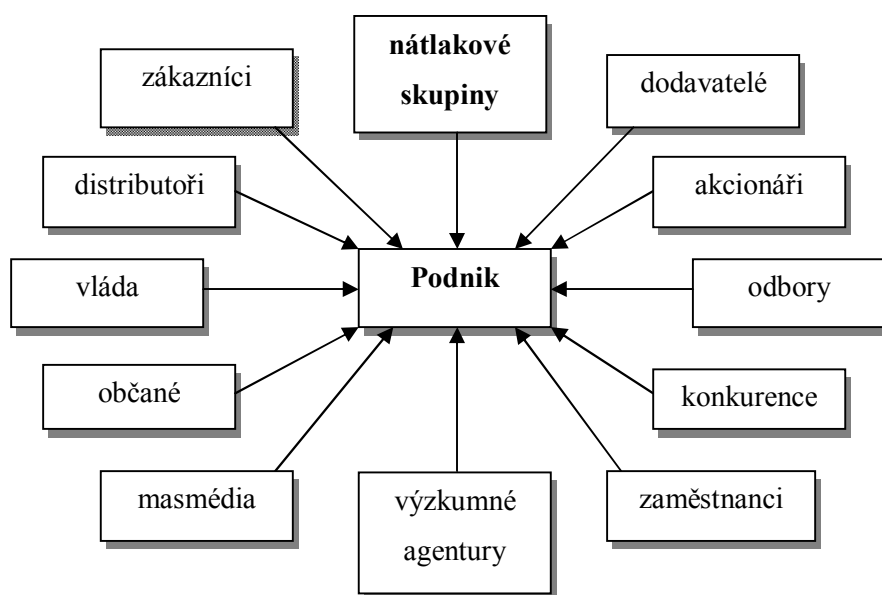 nátlakové
skupiny
zákazníci
dodavatelé
distributoři
akcionáři
vláda
Podnik
odbory
občané
konkurence
masmédia
výzkumné
agentury
zaměstnanci